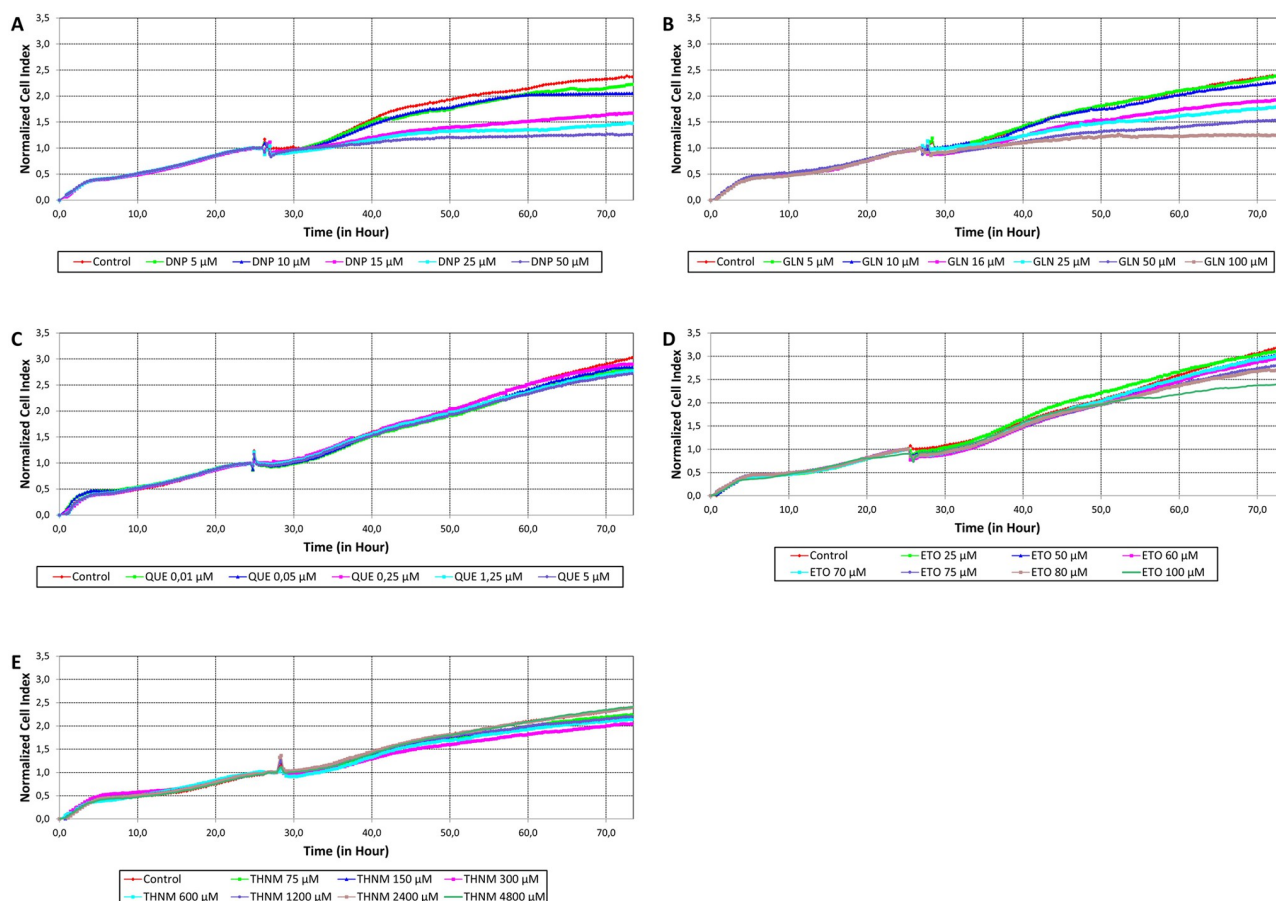 A
Normalized Cell Index
3,5
3,0
2,5
2,0
1,5
1,0
0,5
0,0
0,0 10,0 20,0 30,0 40,0 50,0 60,0 70,0
Time (in Hour)
Control DNP 5 µM DNP 10 µM DNP 15 µM DNP 25 µM DNP 50 µM
B
Normalized Cell Index
3,5
3,0
2,5
2,0
1,5
1,0
0,5
0,0
0,0 10,0 20,0 30,0 40,0 50,0 60,0 70,0
Time (in Hour)
Control GLN 5 µM GLN 10 µM GLN 16 µM GLN 25 µM GLN 50 µM GLN 100 µM
C
Normalized Cell Index
3,5
3,0
2,5
2,0
1,5
1,0
0,5
0,0
0,0 10,0 20,0 30,0 40,0 50,0 60,0 70,0
Time (in Hour)
Control QUE 0,01 µM QUE 0,05 µM QUE 0,25 µM QUE 1,25 µM QUE 5 µM
D
Normalized Cell Index
3,5
3,0
2,5
2,0
1,5
1,0
0,5
0,0
0,0 10,0 20,0 30,0 40,0 50,0 60,0 70,0
Time (in Hour)
Control ETO 25 µM ETO 50 µM ETO 60 µM
ETO 70 µM ETO 75 µM ETO 80 µM ETO 100 µM
E
Normalized Cell Index
3,5
3,0
2,5
2,0
1,5
1,0
0,5
0,0
0,0 10,0 20,0 30,0 40,0 50,0 60,0 70,0
Time (in Hour)
Control THNM 75 µM THNM 150 µM THNM 300 µM
THNM 600 µM THNM 1200 µM THNM 2400 µM THNM 4800 µM